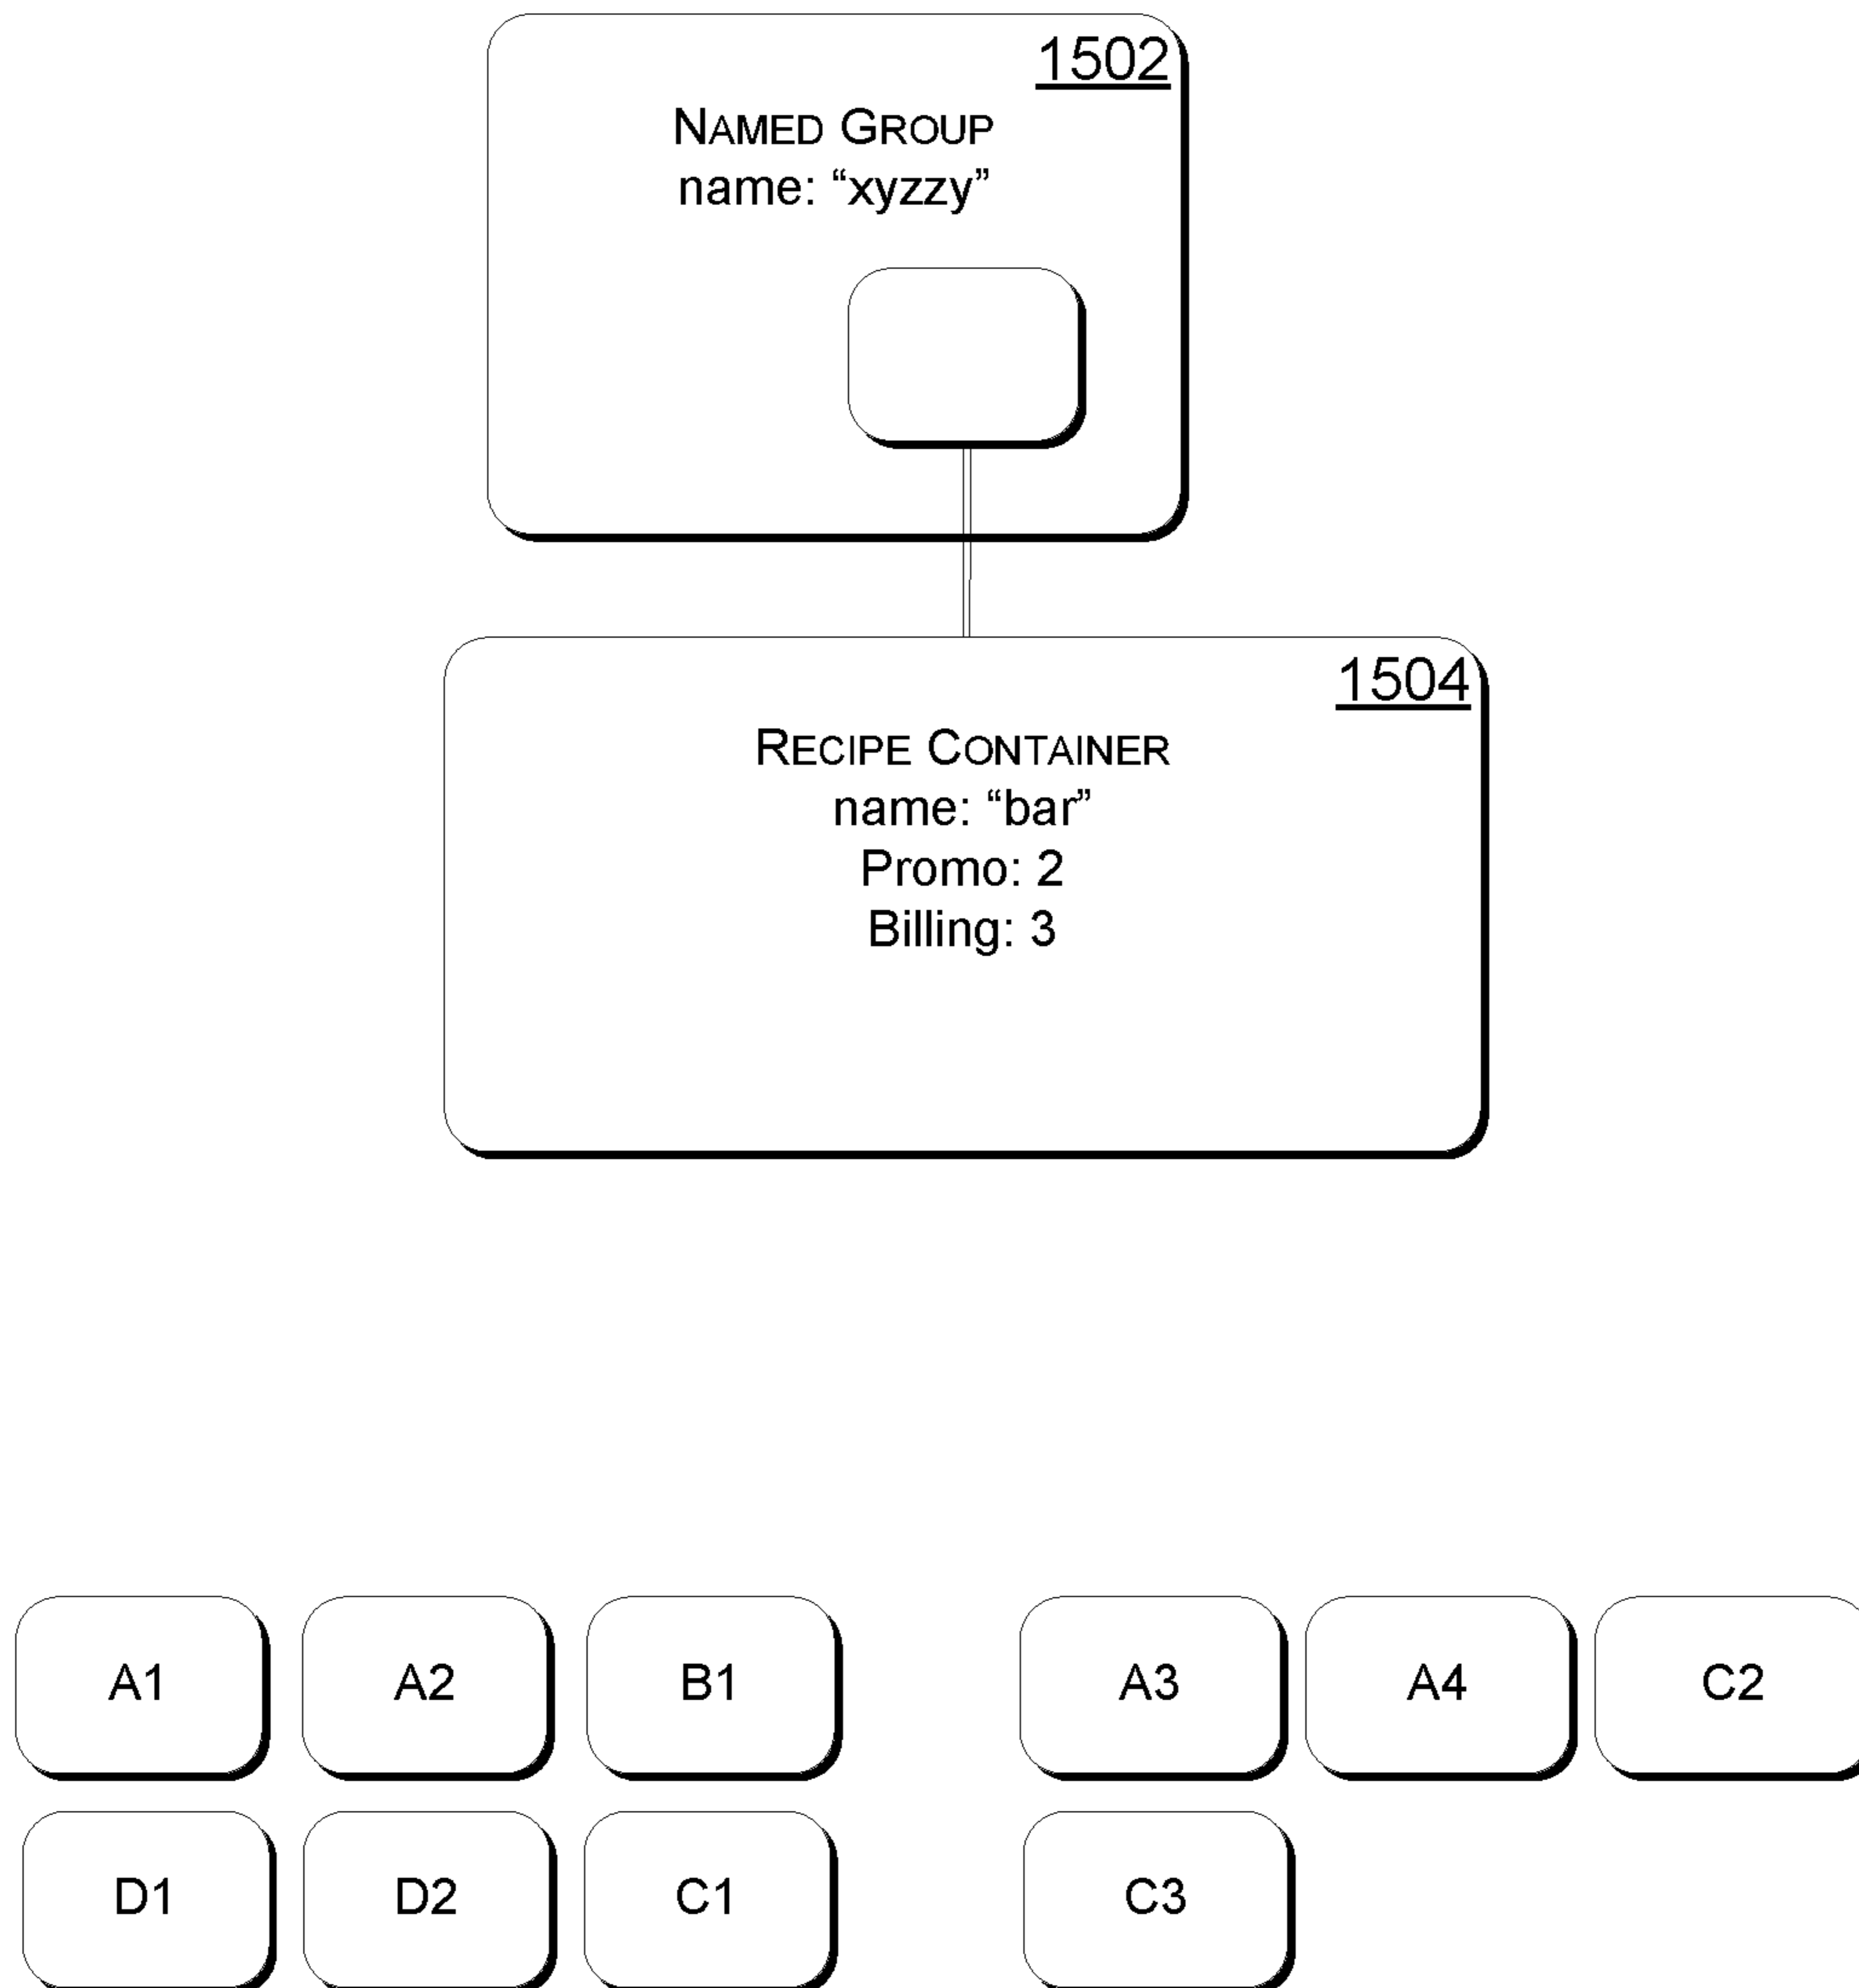 1502
NAMED GROUP
name: “xyzzy”
1504
RECIPE CONTAINER
name: “bar”
Promo: 2
Billing: 3
A1 A2 B1 A3 A4 C2
D1 D2 C1 C3